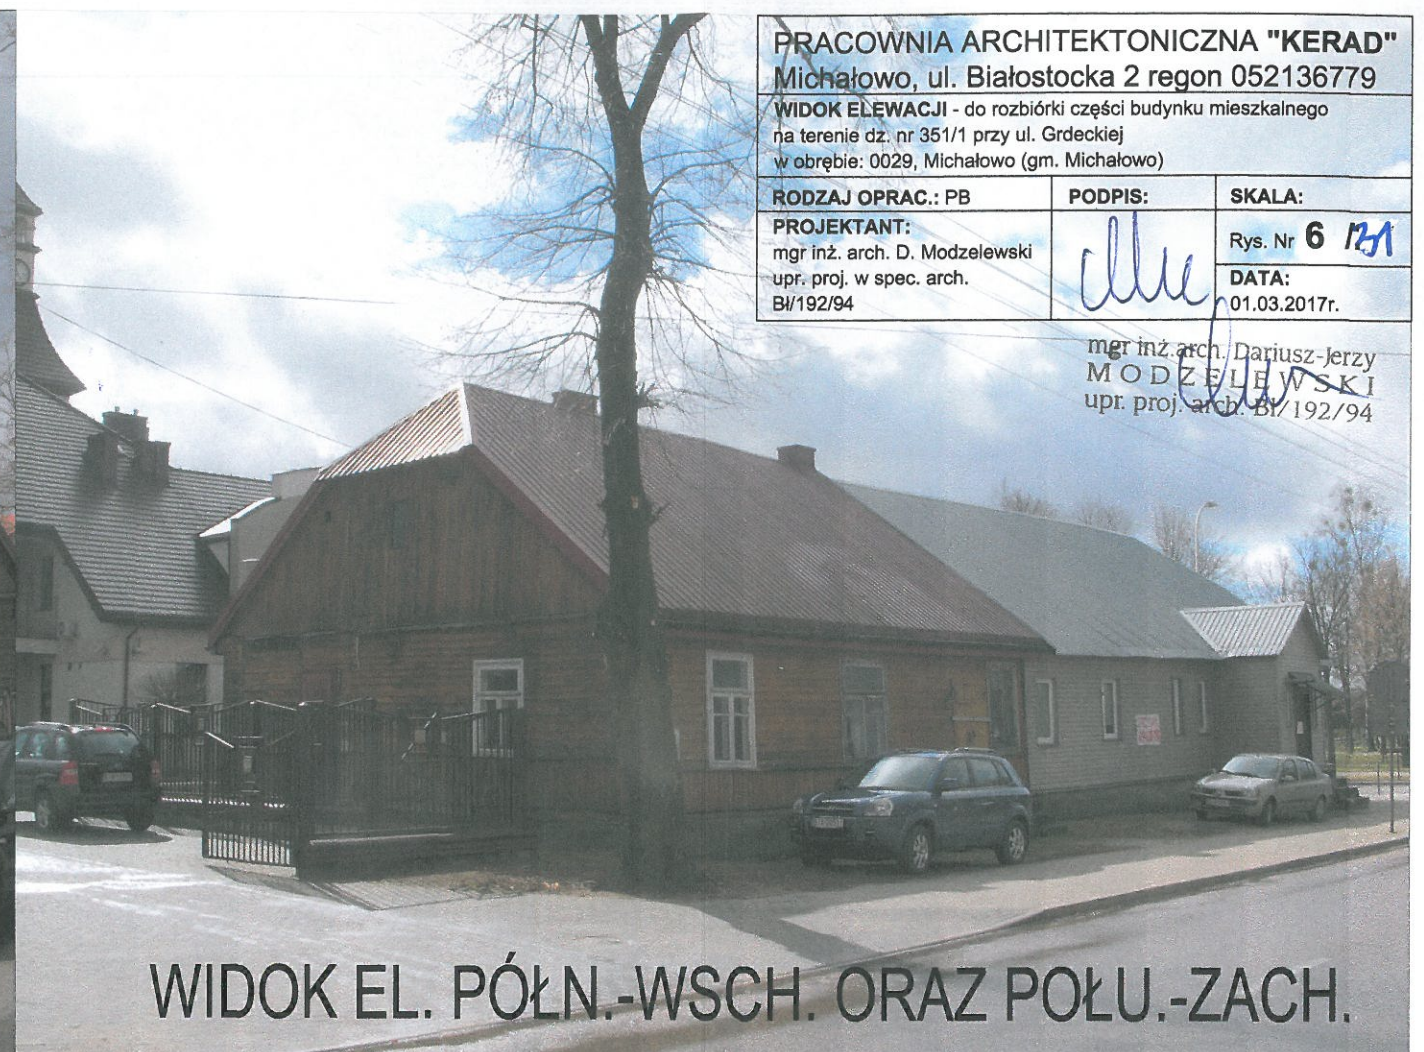 PRACOWNIA ARCHITEKTONICZNA "KERAD"
Michałowo, ul. Białostocka 2 regon 052136779
WIDOK ELEWACJI - do rozbiórki części budynku mieszkalnego
na terenie dz. nr 351/1 przy ul. Grdeckiej
w obrębie: 0029, Michałowo (gm. Michałowo)
RODZAJ OPRAC.: PB
PODPIS:
SKALA:
PROJEKTANT:
mgr inż. arch. D. Modzelewski
upr. proj. w spec. arch.
Bł/192/94
Rys. Nr 6 /31
DATA:
01.03.2017r.
mgr inż. arch. Dariusz-Jerzy
MODZELEWSKI
upr. proj. arch. Bł/192/94
WIDOK EL. PÓŁN.-WSCH. ORAZ POŁU.-ZACH.